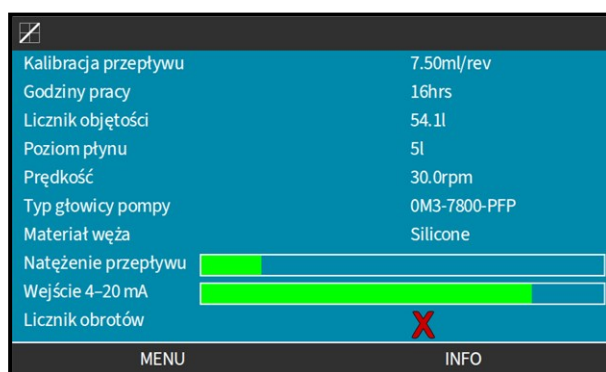 Kalibracja przepływu 7.50ml/rev
Godziny pracy 16hrs
Licznik objętości 54.1l
Poziom płynu 5l
Prędkość 30.0rpm
Typ głowicy pompy 0M3-7800-PFP
Materiał węża Silicone
Natężenie przepływu
Wejście 4–20 mA
Licznik obrotów
MENU INFO